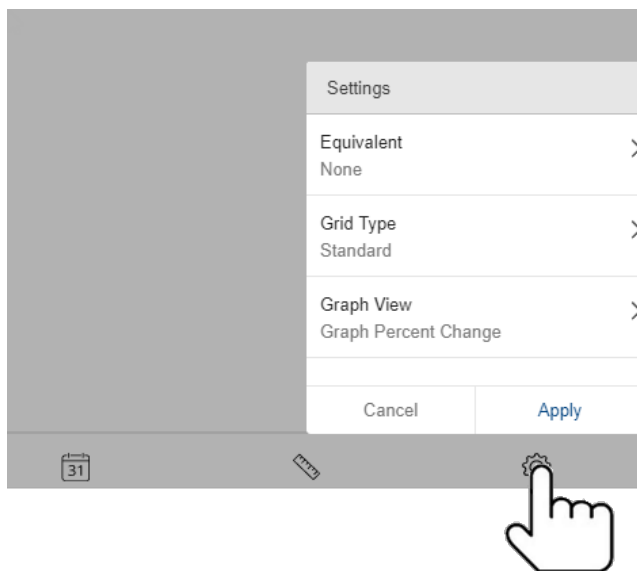 Settings
Equivalent
None
Grid Type
Standard
Graph View
Graph Percent Change
Cancel Apply
31